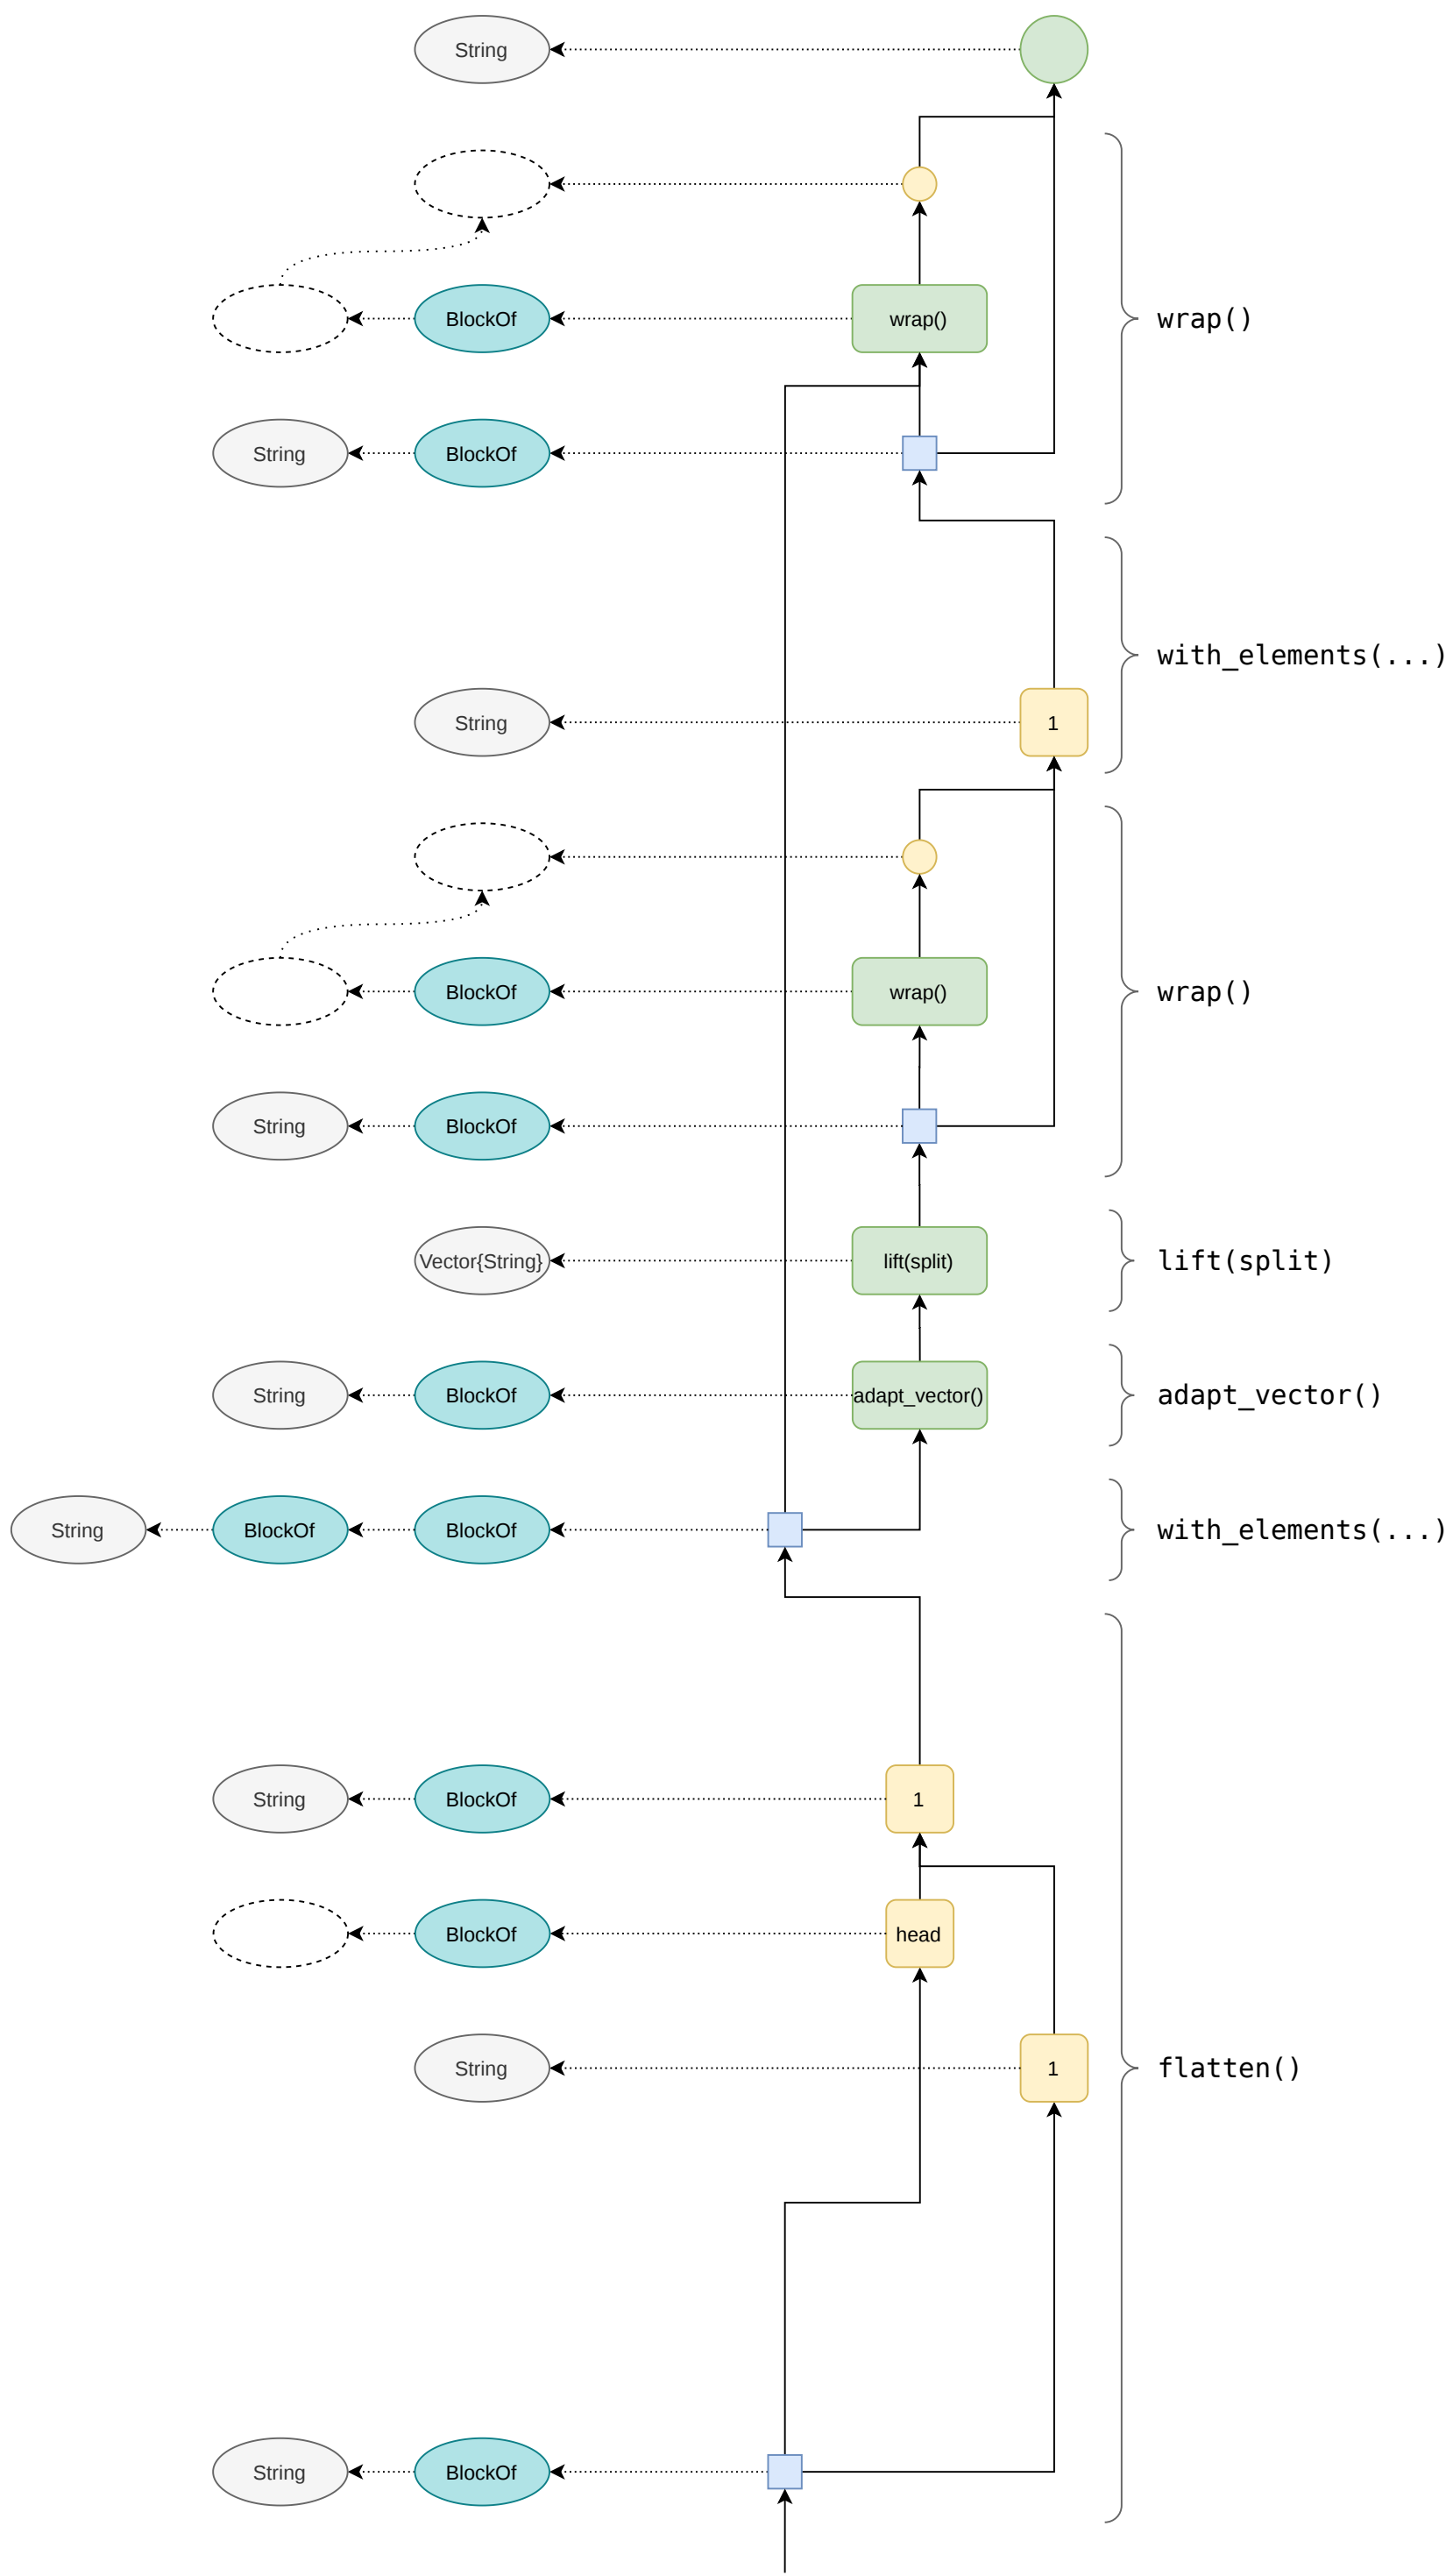 String
BlockOf
wrap()
wrap()
String
BlockOf
with_elements(...)
String
1
BlockOf
wrap()
wrap()
String
BlockOf
Vector{String}
lift(split)
lift(split)
String
BlockOf
adapt_vector()
adapt_vector()
String
BlockOf
BlockOf
with_elements(...)
String
BlockOf
1
BlockOf
head
String
1
flatten()
String
BlockOf